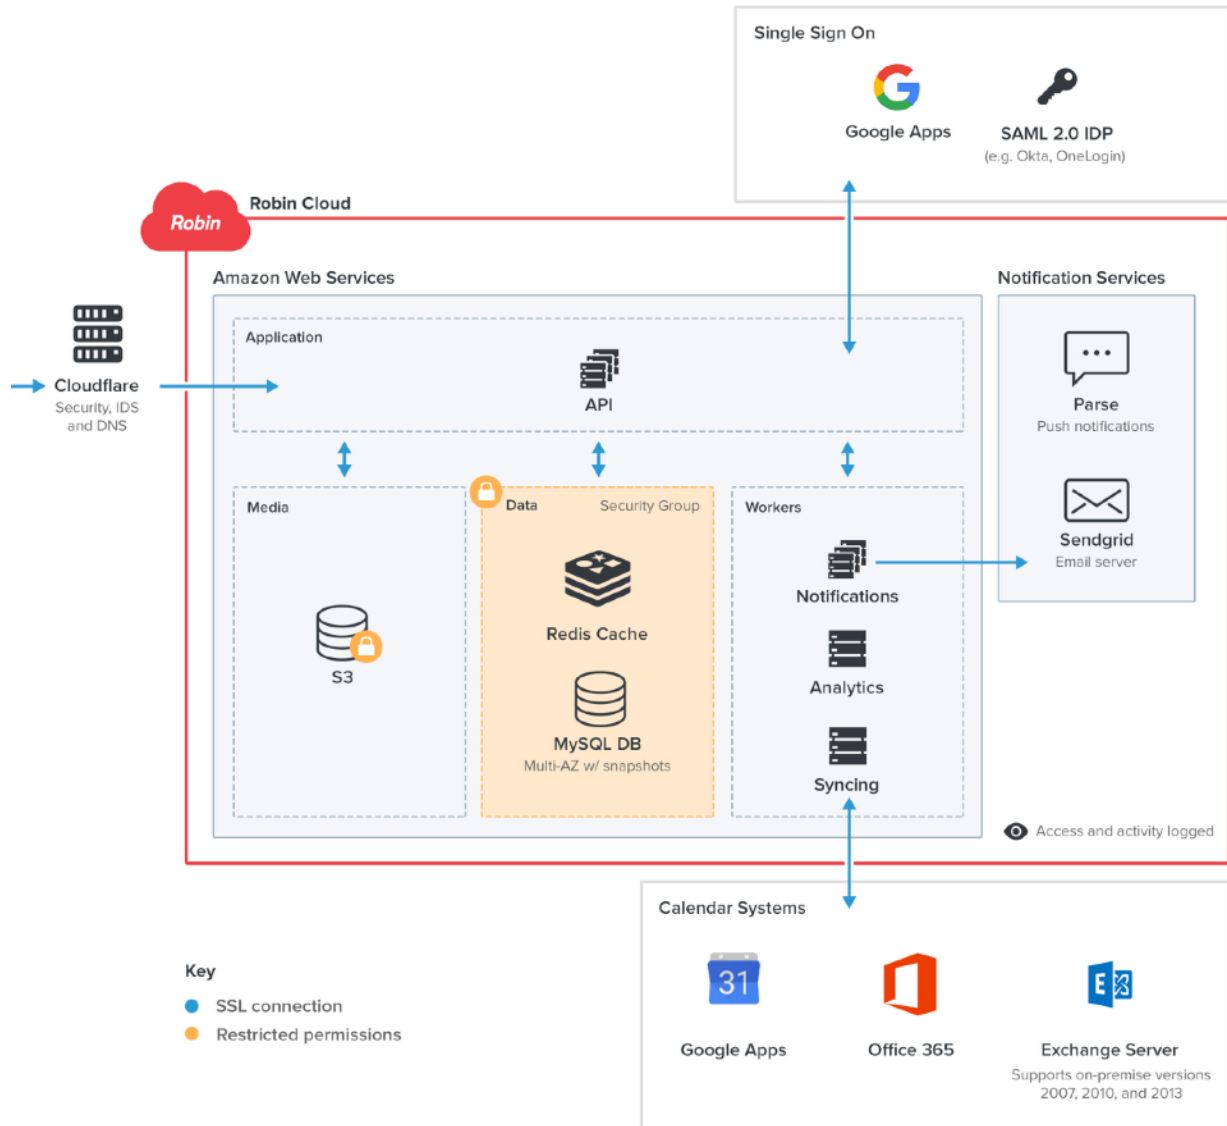 Single Sign On
Google Apps
SAML 2.0 IDP
(e.g. Okta, OneLogin)
Robin
Robin Cloud
Amazon Web Services
Notification Services
Application
API
Cloudflare
Security, IDS
and DNS
Parse
Push notifications
Sendgrid
Email server
Media
S3
Data
Security Group
Redis Cache
MySQL DB
Multi-AZ w/ snapshots
Workers
Notifications
Analytics
Syncing
Access and activity logged
Calendar Systems
31
Google Apps
Office 365
E
Exchange Server
Supports on-premise versions
2007, 2010, and 2013
Key
SSL connection
Restricted permissions